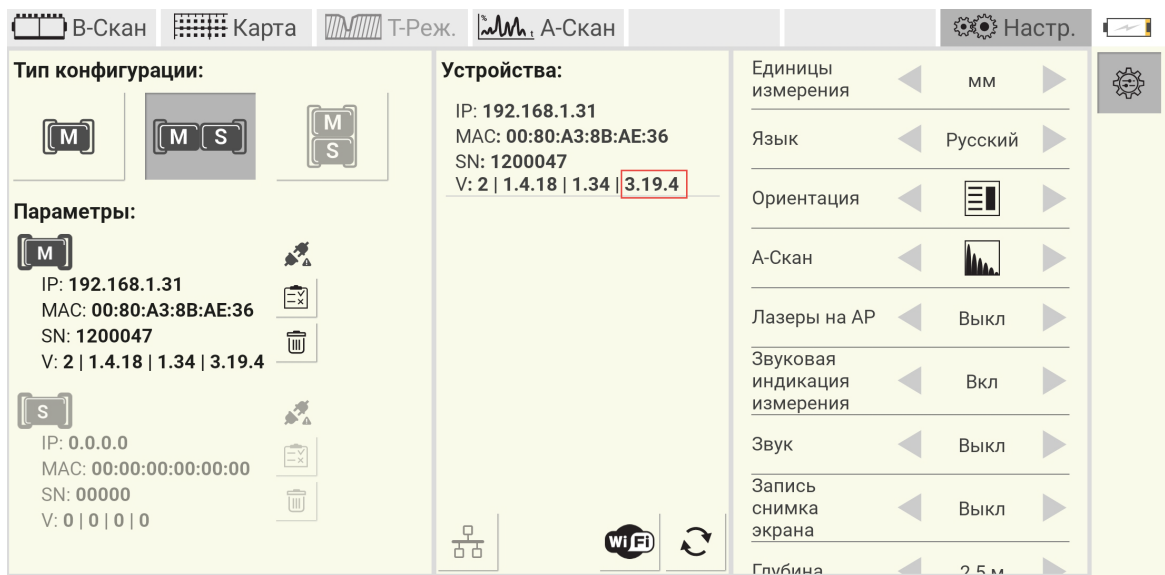 В-Скан
Карта
Т-Реж.
А-Скан
Настр.
Тип конфигурации:
M
M S
M
S
Параметры:
M
IP: 192.168.1.31
MAC: 00:80:A3:8B:AE:36
SN: 1200047
V: 2 | 1.4.18 | 1.34 | 3.19.4
S
IP: 0.0.0.0
MAC: 00:00:00:00:00:00
SN: 00000
V: 0 | 0 | 0 | 0
Устройства:
IP: 192.168.1.31
MAC: 00:80:A3:8B:AE:36
SN: 1200047
V: 2 | 1.4.18 | 1.34 | 3.19.4
Wi Fi
Единицы
измерения
мм
Язык
Русский
Ориентация
А-Скан
Лазеры на АР
Выкл
Звуковая
индикация
измерения
Вкл
Звук
Выкл
Запись
снимка
экрана
Выкл
Глубина
2.5 м